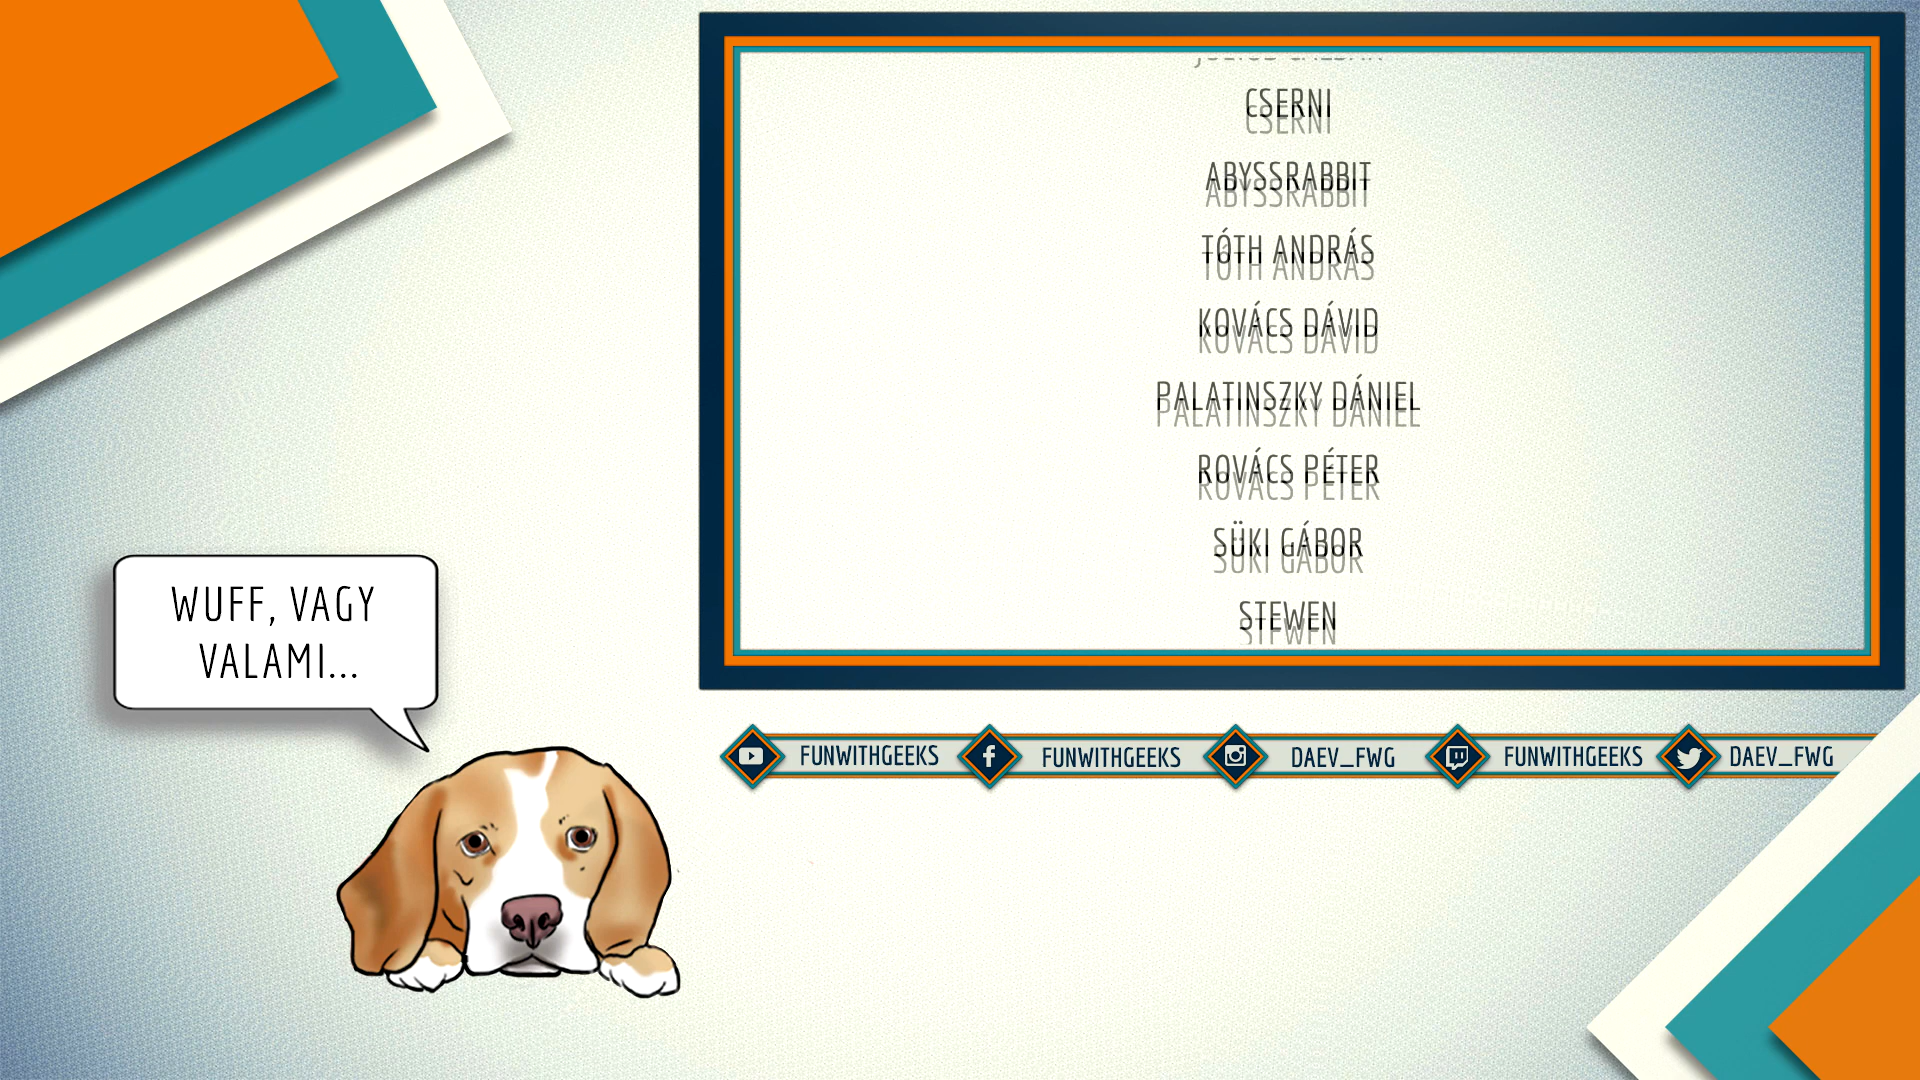 CSERNI
ABYSSRABBIT
TÓTH ANDRÁS
KOVÁCS DÁVID
PALATINSZKY DÁNIEL
ROVÁCS PÉTER
SÜKI GÁBOR
STEWEN
WUFF, VAGY
VALAMI...
FUNWITHGEEKS FUNWITHGEEKS DAEV_FWG FUNWITHGEEKS DAEV_FWG